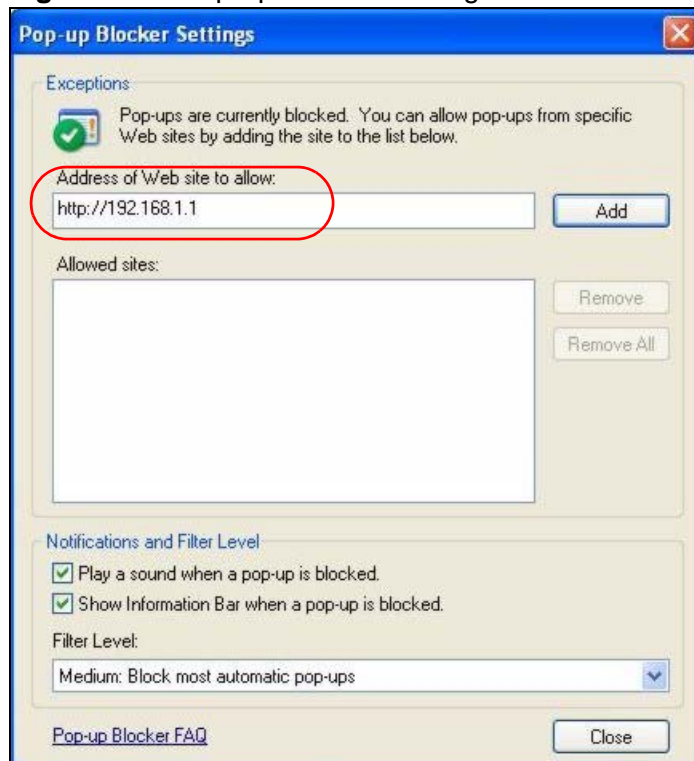 Pop-up Blocker Settings
Exceptions
Pop-ups are currently blocked. You can allow pop-ups from specific
Web sites by adding the site to the list below.
Address of Web site to allow:
http://192.168.1.1
Add
Allowed sites:
Remove
Remove All
Notifications and Filter Level
Play a sound when a pop-up is blocked.
Show Information Bar when a pop-up is blocked.
Filter Level:
Medium: Block most automatic pop-ups
Pop-up Blocker FAQ
Close